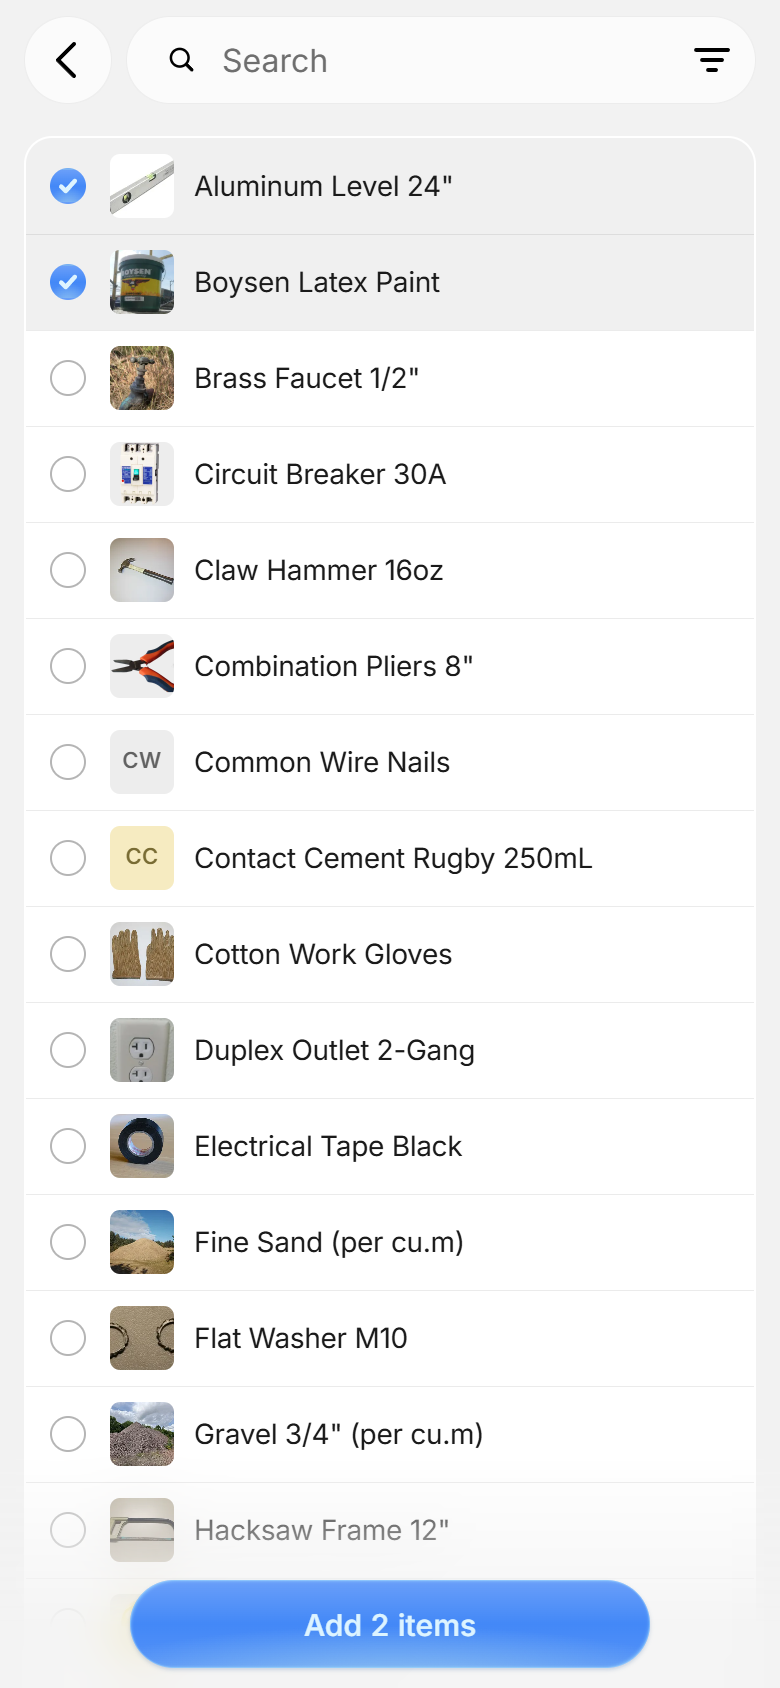 Search
Aluminum Level 24"
BOYSEN
Boysen Latex Paint
Brass Faucet 1/2"
Circuit Breaker 30A
Claw Hammer 16oz
Combination Pliers 8"
CW
Common Wire Nails
CC
Contact Cement Rugby 250mL
Cotton Work Gloves
Duplex Outlet 2-Gang
Electrical Tape Black
Fine Sand (per cu.m)
Flat Washer M10
Gravel 3/4" (per cu.m)
Hacksaw Frame 12"
Add 2 items